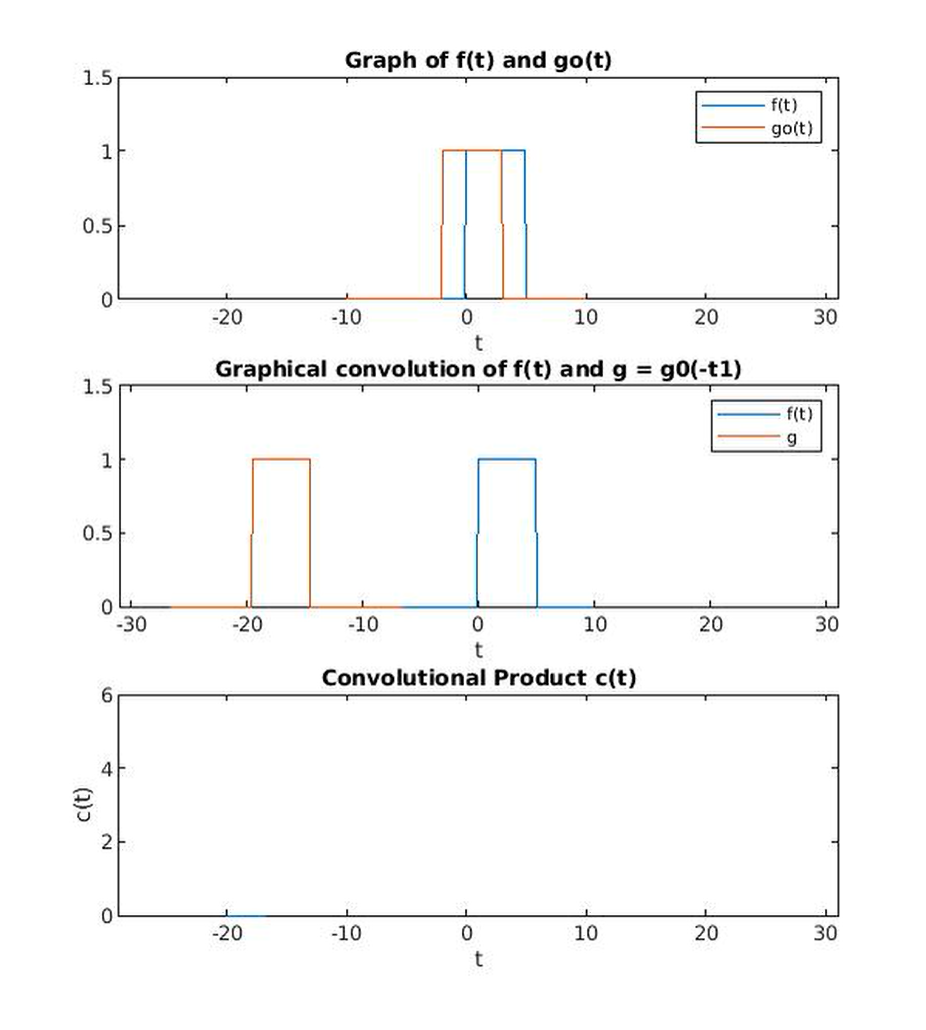 Graph of f(t) and go(t)
1.5
1
0.5
0
f(t)
go(t)
-20 -10 0 10 20 30
t
Graphical convolution of f(t) and g = g0(-t1)
1.5
1
0.5
0
f(t)
g
-30 -20 -10 0 10 20 30
t
Convolutional Product c(t)
6
4
2
0
c(t)
-20 -10 0 10 20 30
t